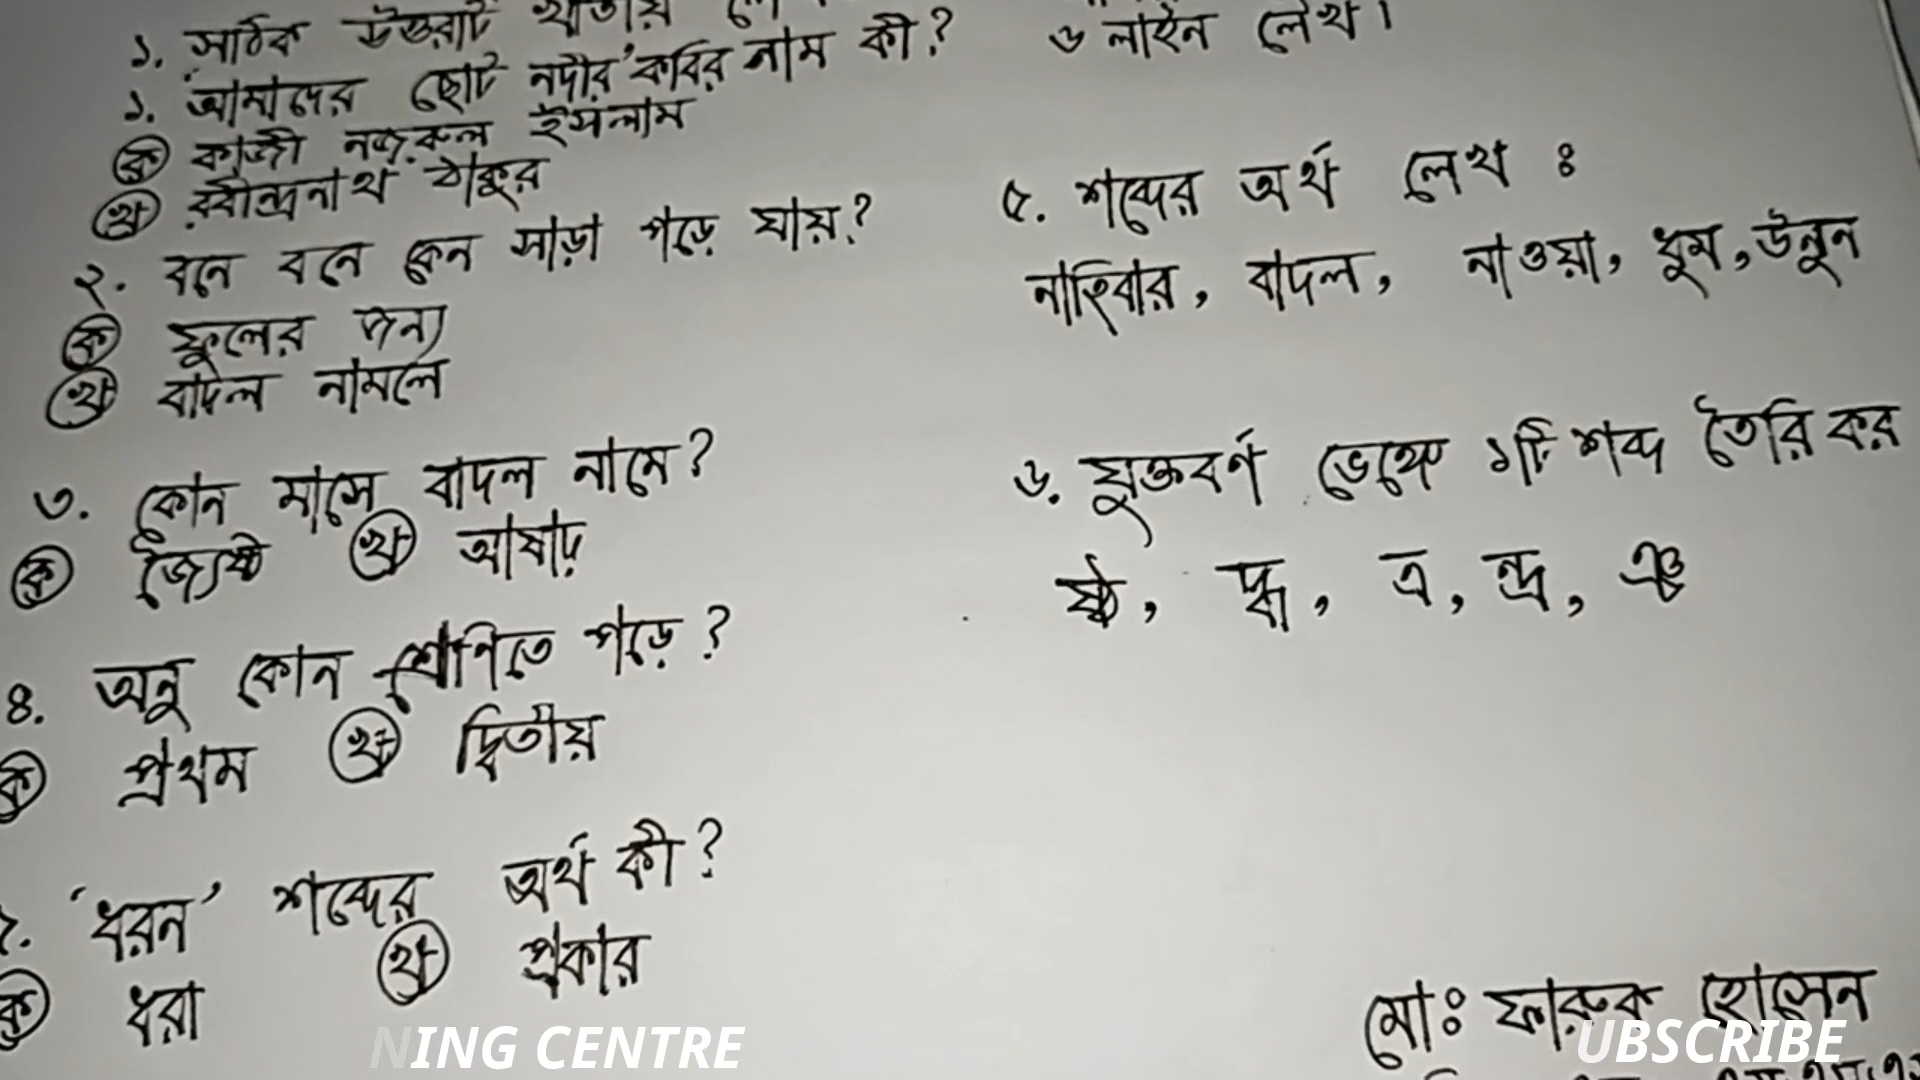 ১. সঠিক উত্তরটি খাতায়
১. আমাদের ছোট নদীর' কবির নাম কী?
ক কাজী নজরুল ইসলাম
খ রবীন্দ্রনাথ ঠাকুর
২. বনে বনে কেন সাড়া পড়ে যায়?
ক ফুলের জন্য
খ বাদল নামলে
৩. কোন মাসে বাদল নামে?
ক জ্যৈষ্ঠ খ আষাঢ়
৪. অনু কোন শ্রেণিতে পড়ে?
ক প্রথম খ দ্বিতীয়
'ধরন' শব্দের অর্থ কী?
ক ধরা খ প্রকার
৬ লাইন লেখ।
৫. শব্দের অর্থ লেখ ঃ
নাহিবার, বাদল, নাওয়া, ধুম, উনুন
৬. যুক্তবর্ণ ভেঙ্গে ১টি শব্দ তৈরি কর
ষ্ঠ, দ্ধ, ত্র, ন্দ্র, ঞ্চ
মোঃ ফারুক হোসেন
NING CENTRE
UBSCRIBE